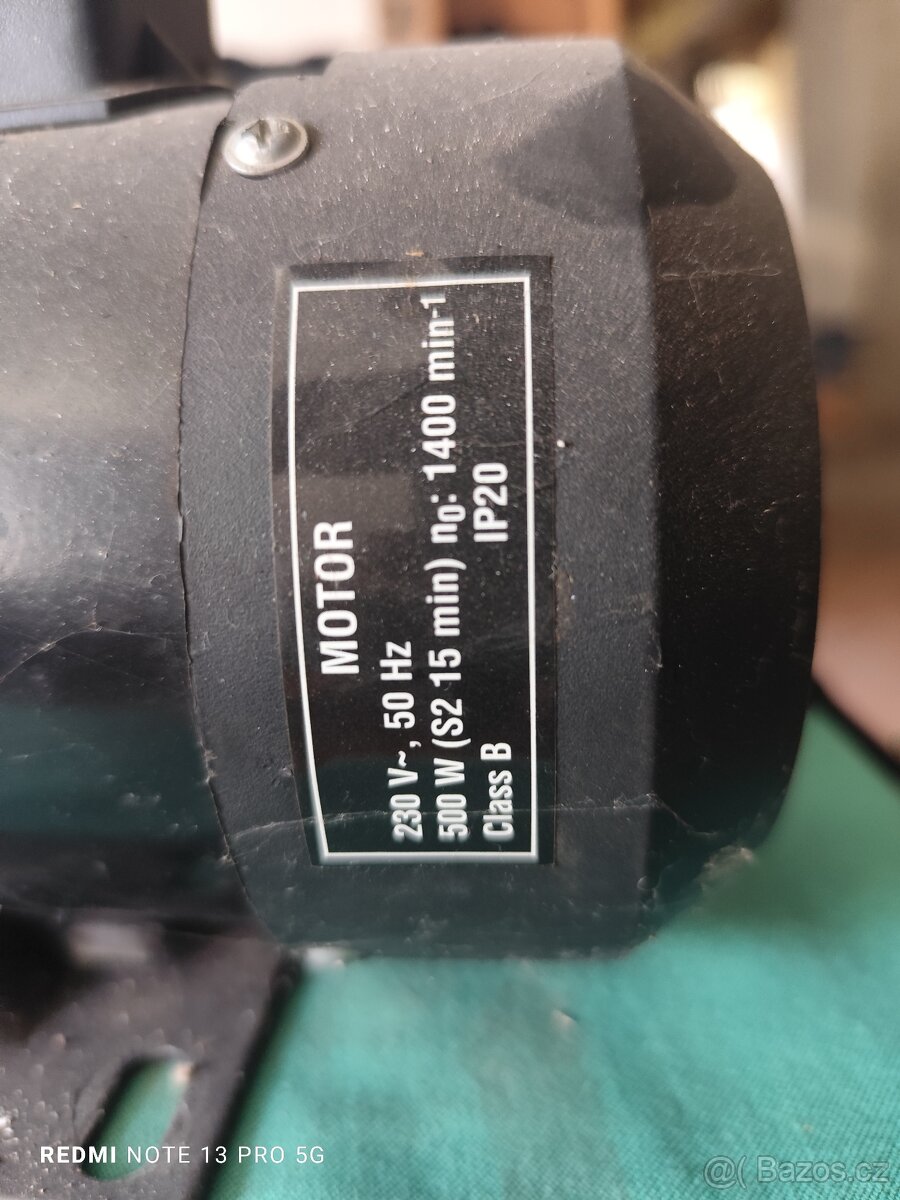 MOTOR
230 V~, 50 Hz
500 W (S2 15 min) n₀: 1400 min⁻¹
Class B IP20
REDMI NOTE 13 PRO 5G
@( Bazos.cz